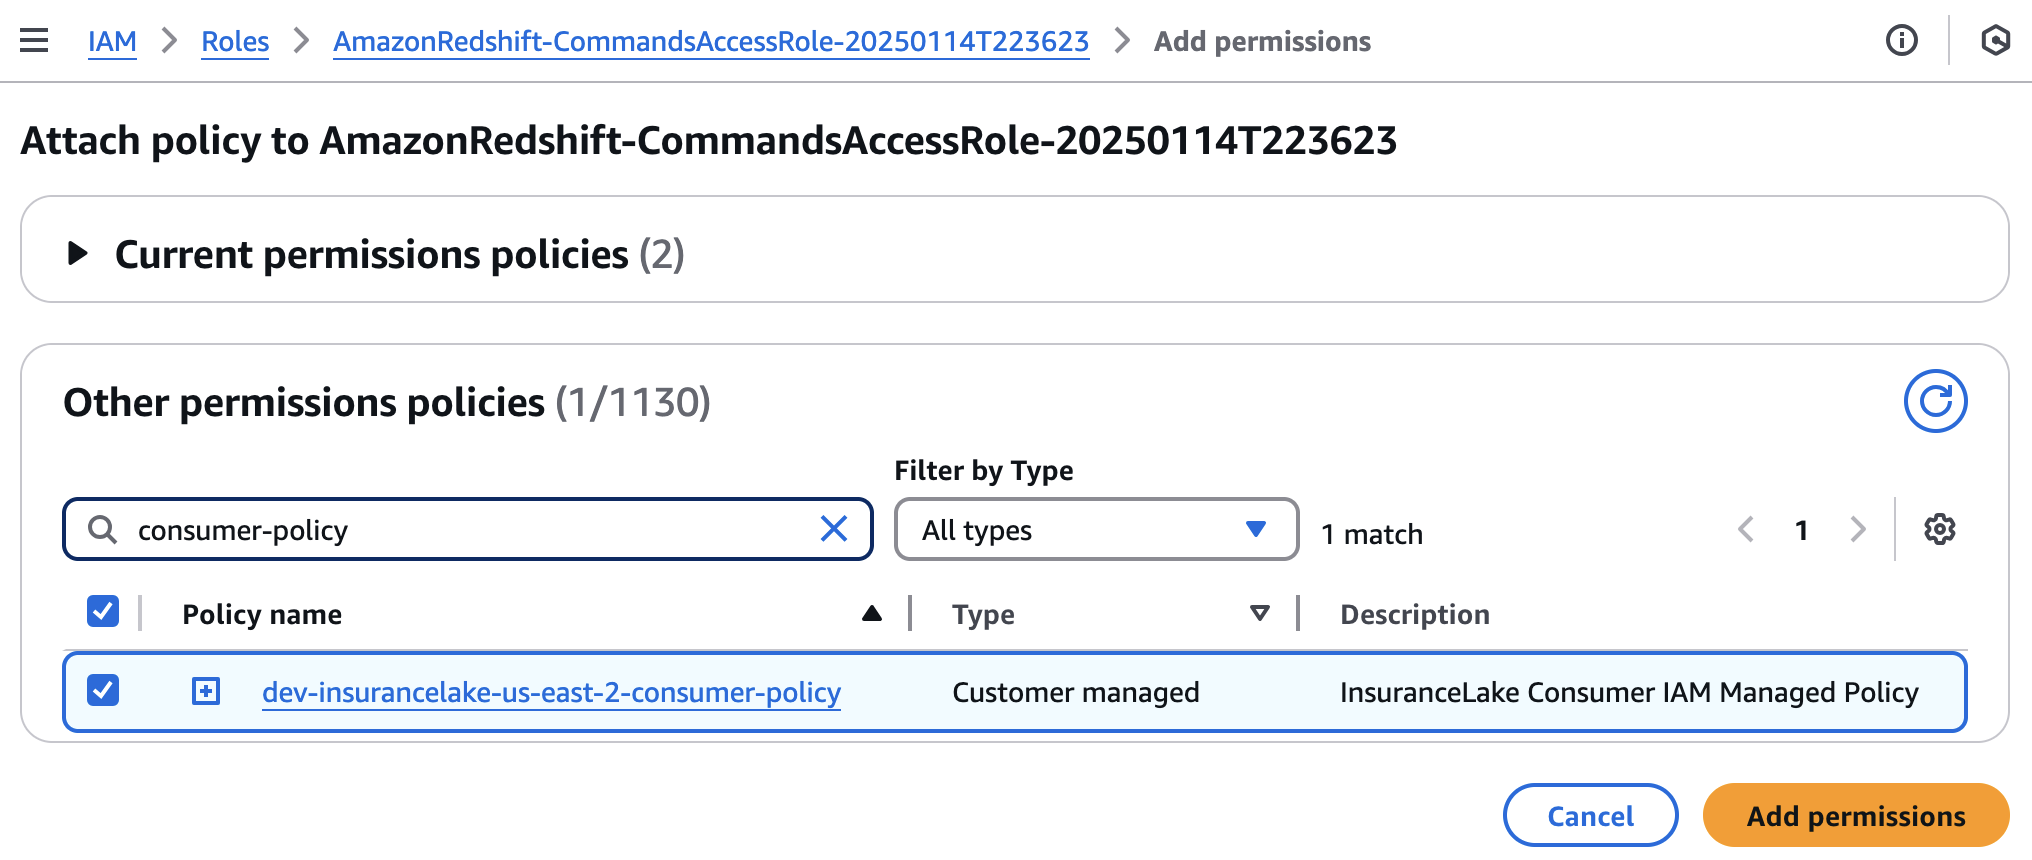 IAM > Roles > AmazonRedshift-CommandsAccessRole-20250114T223623 > Add permissions
Attach policy to AmazonRedshift-CommandsAccessRole-20250114T223623
Current permissions policies (2)
Other permissions policies (1/1130)
Filter by Type
consumer-policy All types 1 match 1
Policy name Type Description
dev-insurancelake-us-east-2-consumer-policy Customer managed InsuranceLake Consumer IAM Managed Policy
Cancel Add permissions